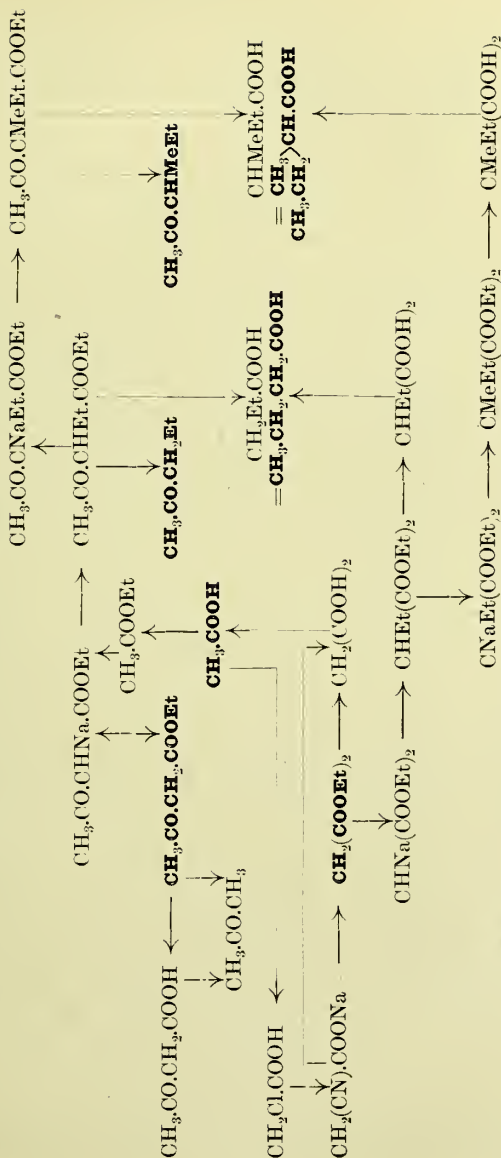 CH₃.CO.CNaEt.COOEt ⟶ CH₃.CO.CMeEt.COOEt
CH₃.CO.CHNa.COOEt ⟶ CH₃.CO.CHEt.COOEt
CH₃.COOEt
CH₃.CO.CH₂.COOH ⟵ CH₃.CO.CH₂.COOEt
CH₃.CO.CH₂Et
CH₃.CO.CHMeEt
CH₃.CO.CH₃
CH₃.COOH
CH₂Et.COOH
=CH₃.CH₂.CH₂.COOH
CHMeEt.COOH
= CH₃
CH₃.CH₂>CH.COOH
CH₂Cl.COOH
CH₂(CN).COONa ⟶ CH₂(COOEt)₂ ⟶ CH₂(COOH)₂
CHNa(COOEt)₂ ⟶ CHEt(COOEt)₂ ⟶ CHEt(COOH)₂
CNaEt(COOEt)₂ ⟶ CMeEt(COOEt)₂ ⟶ CMeEt(COOH)₂